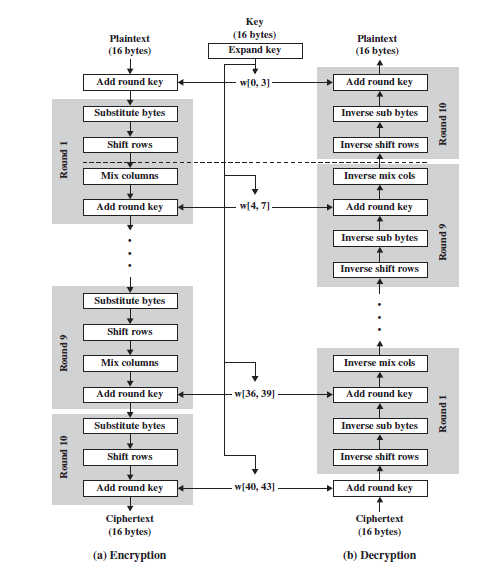 Key
(16 bytes)
Expand key
Plaintext
(16 bytes)
Add round key
Substitute bytes
Shift rows
Mix columns
Add round key
Round 1
Substitute bytes
Shift rows
Mix columns
Add round key
Round 9
Substitute bytes
Shift rows
Add round key
Round 10
Ciphertext
(16 bytes)
(a) Encryption
w[0, 3]
w[4, 7]
w[36, 39]
w[40, 43]
Plaintext
(16 bytes)
Add round key
Inverse sub bytes
Inverse shift rows
Round 10
Inverse mix cols
Add round key
Inverse sub bytes
Inverse shift rows
Round 9
Inverse mix cols
Add round key
Inverse sub bytes
Inverse shift rows
Round 1
Add round key
Ciphertext
(16 bytes)
(b) Decryption